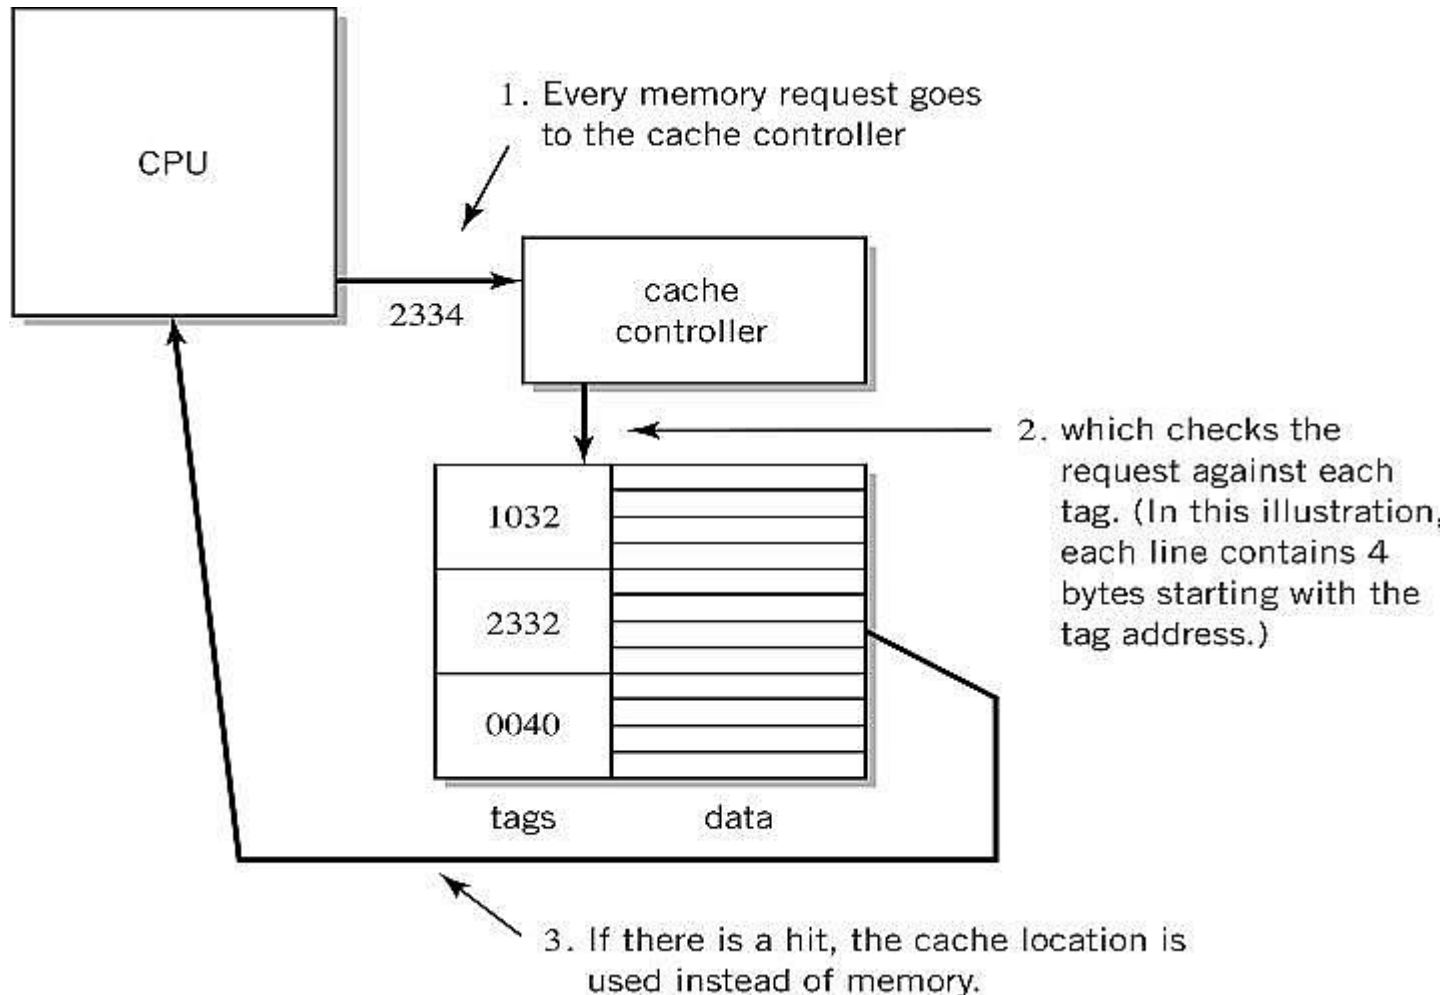 1. Every memory request goes
to the cache controller
CPU
2334
cache
controller
2. which checks the
request against each
tag. (In this illustration,
each line contains 4
bytes starting with the
tag address.)
1032
2332
0040
tags
data
3. If there is a hit, the cache location is
used instead of memory.